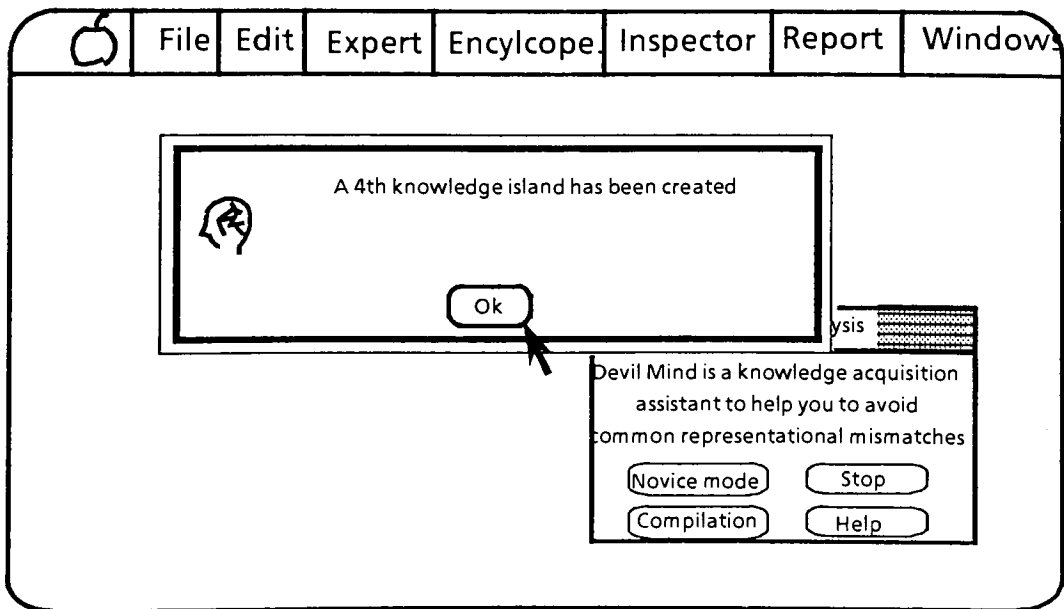 File Edit Expert Encylcope. Inspector Report Windows
A 4th knowledge island has been created
Ok
ysis
Devil Mind is a knowledge acquisition
assistant to help you to avoid
common representational mismatches
Novice mode Stop
Compilation Help